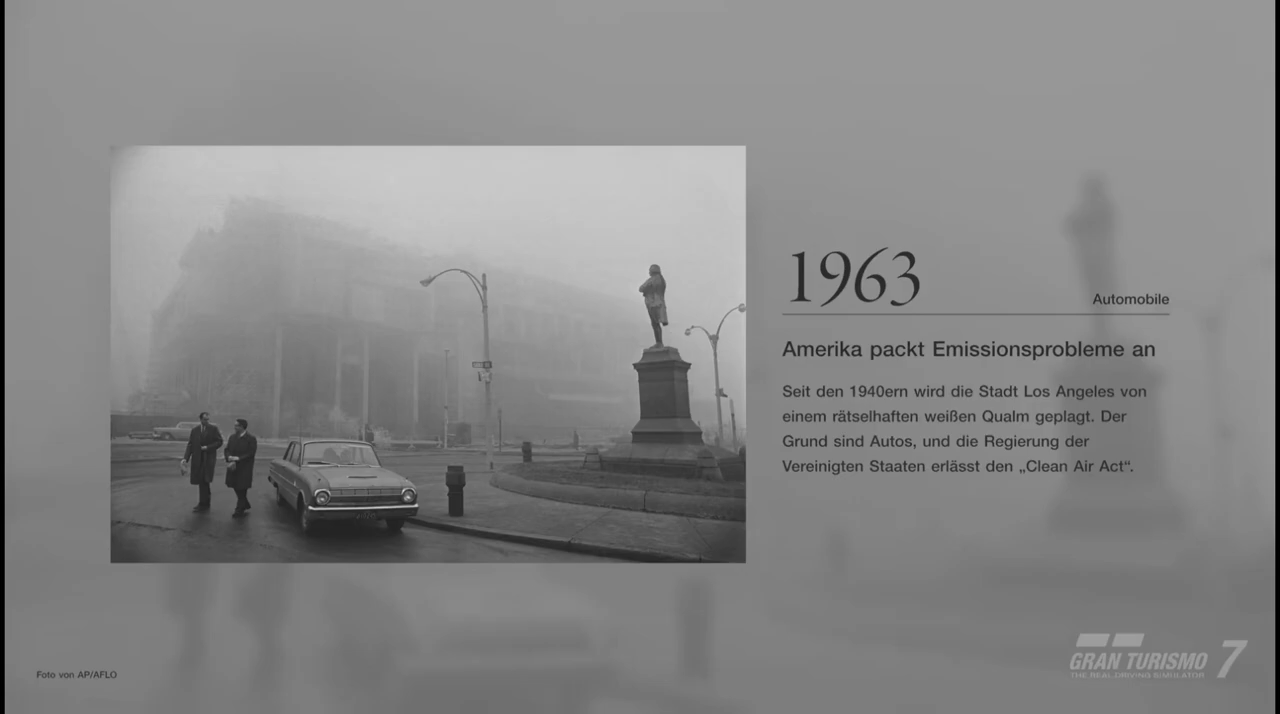 1963
Automobile
Amerika packt Emissionsprobleme an
Seit den 1940ern wird die Stadt Los Angeles von
einem rätselhaften weißen Qualm geplagt. Der
Grund sind Autos, und die Regierung der
Vereinigten Staaten erlässt den „Clean Air Act“.
Foto von AP/AFLO
GRAN TURISMO 7
THE REAL DRIVING SIMULATOR